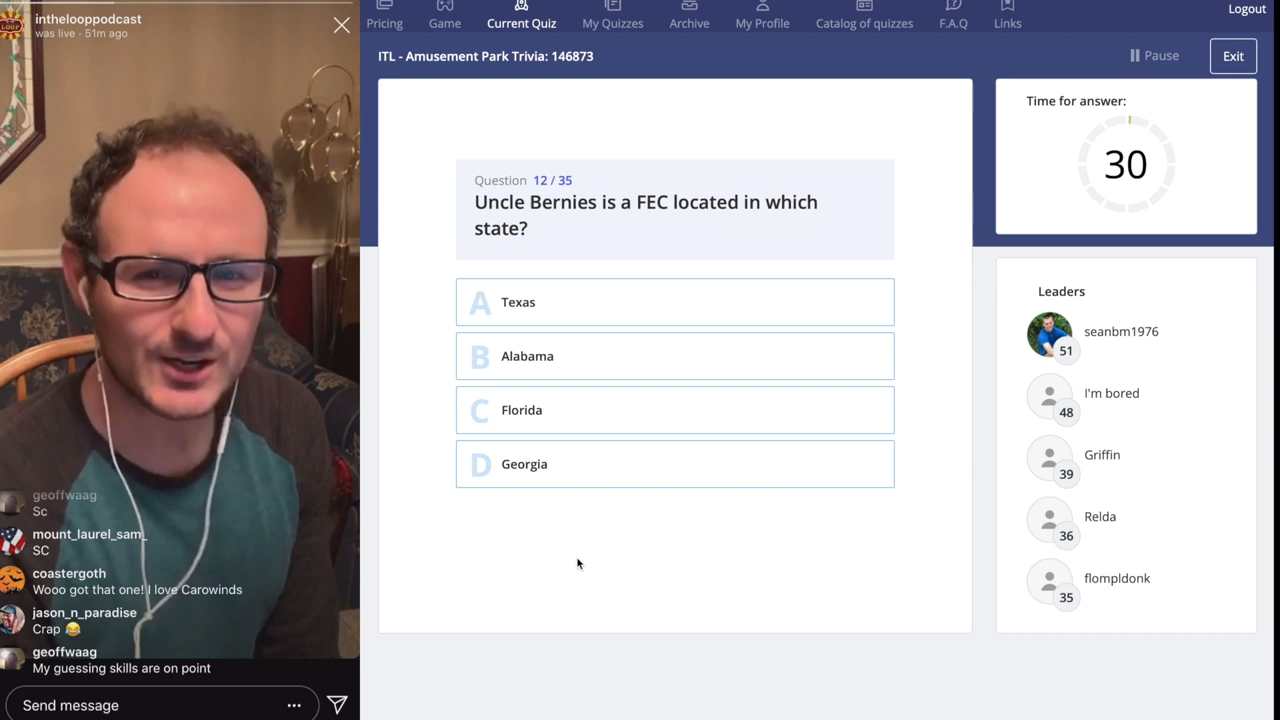 inthelooppodcast
was live · 51m ago
LOOP
geoffwaag
Sc
mount_laurel_sam_
SC
coastergoth
Wooo got that one! I love Carowinds
jason_n_paradise
Crap 😂
geoffwaag
My guessing skills are on point
Send message
Logout
Pricing
Game
Current Quiz
My Quizzes
Archive
My Profile
Catalog of quizzes
F.A.Q
Links
ITL - Amusement Park Trivia: 146873
Pause
Exit
Question 12 / 35
Uncle Bernies is a FEC located in which
state?
A Texas
B Alabama
C Florida
D Georgia
Time for answer:
30
Leaders
seanbm1976
51
I'm bored
48
Griffin
39
Relda
36
flompldonk
35